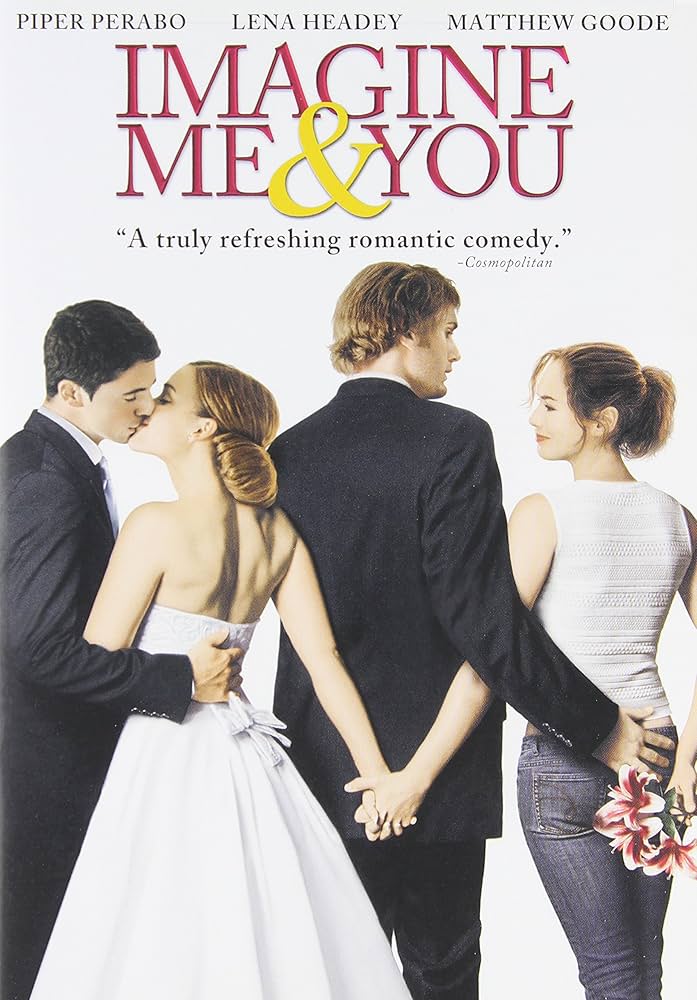 PIPER PERABO LENA HEADEY MATTHEW GOODE
IMAGINE
ME & YOU
“A truly refreshing romantic comedy.”
-Cosmopolitan